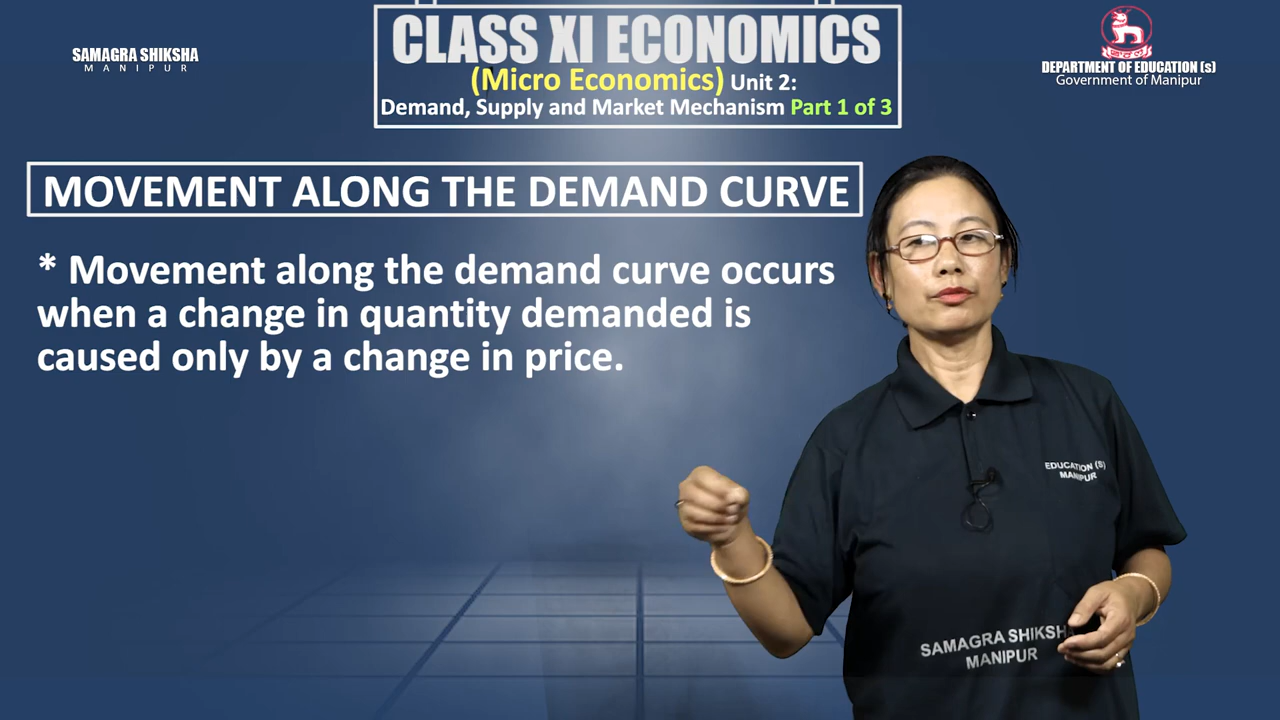 CLASS XI ECONOMICS
(Micro Economics) Unit 2:
Demand, Supply and Market Mechanism Part 1 of 3
SAMAGRA SHIKSHA
MANIPUR
DEPARTMENT OF EDUCATION (s)
Government of Manipur
MOVEMENT ALONG THE DEMAND CURVE
* Movement along the demand curve occurs
when a change in quantity demanded is
caused only by a change in price.
EDUCATION (S)
MANIPUR
SAMAGRA SHIKSHA
MANIPUR